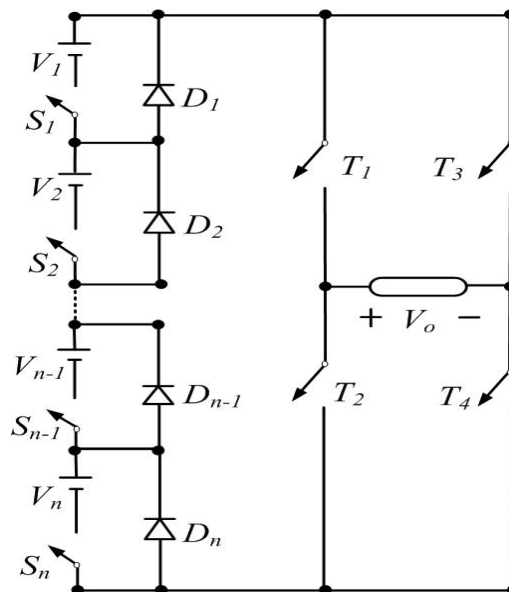 V1
D1
S1
V2
D2
S2
T1
T3
+ Vo −
Vn-1
Dn-1
T2
T4
Sn-1
Vn
Dn
Sn